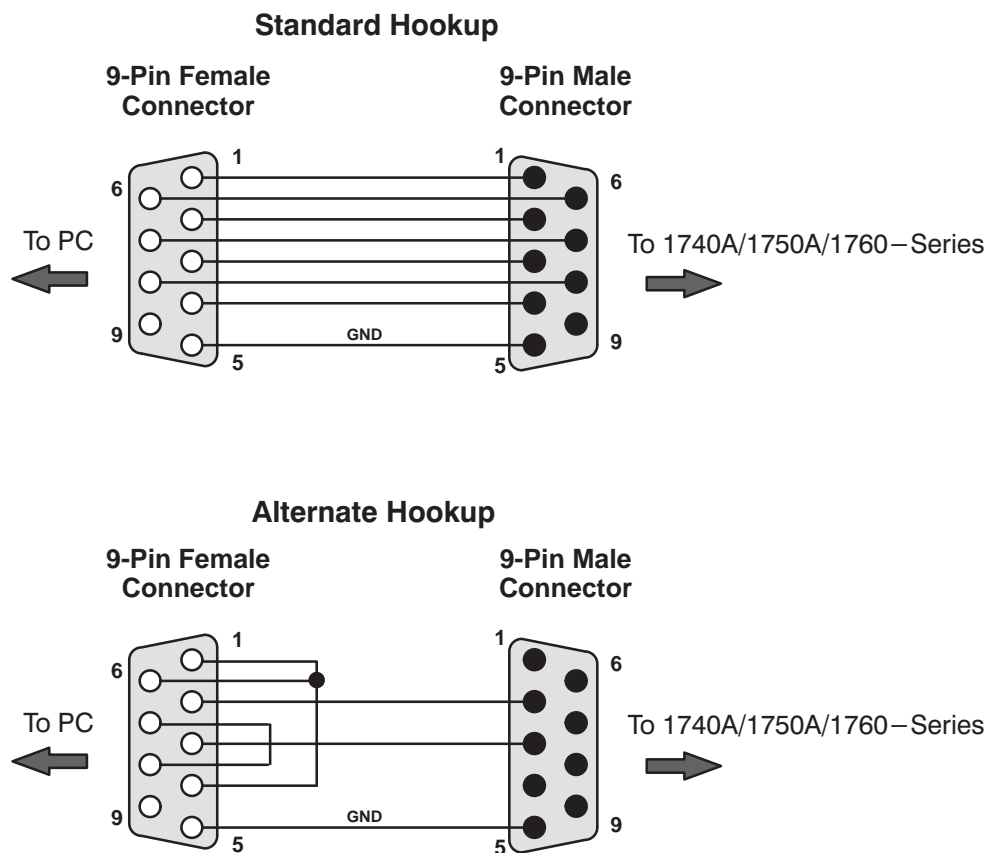 Standard Hookup
9-Pin Female
Connector
9-Pin Male
Connector
1
6
9
5
To PC
GND
1
6
9
5
To 1740A/1750A/1760–Series
Alternate Hookup
9-Pin Female
Connector
9-Pin Male
Connector
1
6
9
5
To PC
GND
1
6
9
5
To 1740A/1750A/1760–Series